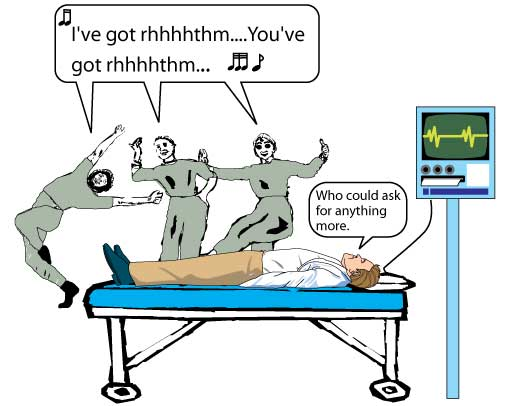 I've got rhhhhthm....You've
got rhhhhthm...
Who could ask
for anything
more.